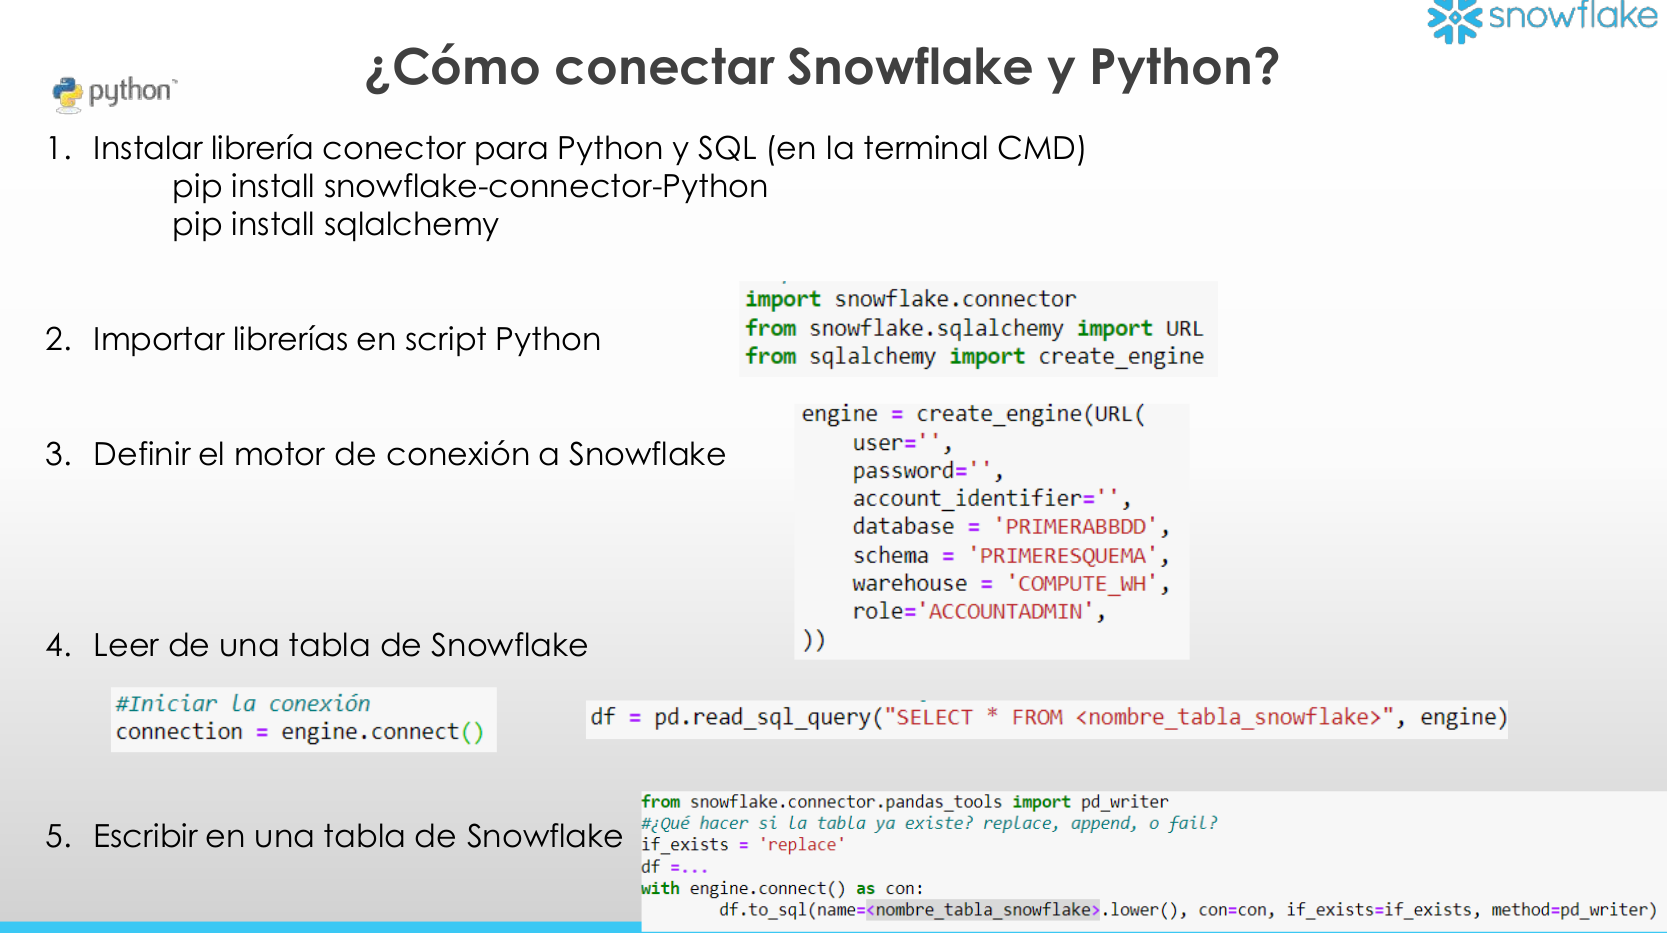 snowflake
¿Cómo conectar Snowflake y Python?
python™
1. Instalar librería conector para Python y SQL (en la terminal CMD)
pip install snowflake-connector-Python
pip install sqlalchemy
2. Importar librerías en script Python
import snowflake.connector
from snowflake.sqlalchemy import URL
from sqlalchemy import create_engine
3. Definir el motor de conexión a Snowflake
engine = create_engine(URL(
    user='',
    password='',
    account_identifier='',
    database = 'PRIMERABBDD',
    schema = 'PRIMERESQUEMA',
    warehouse = 'COMPUTE_WH',
    role='ACCOUNTADMIN',
))
4. Leer de una tabla de Snowflake
#Iniciar la conexión
connection = engine.connect()
df = pd.read_sql_query("SELECT * FROM <nombre_tabla_snowflake>", engine)
5. Escribir en una tabla de Snowflake
from snowflake.connector.pandas_tools import pd_writer
#¿Qué hacer si la tabla ya existe? replace, append, o fail?
if_exists = 'replace'
df =...
with engine.connect() as con:
        df.to_sql(name=<nombre_tabla_snowflake>.lower(), con=con, if_exists=if_exists, method=pd_writer)